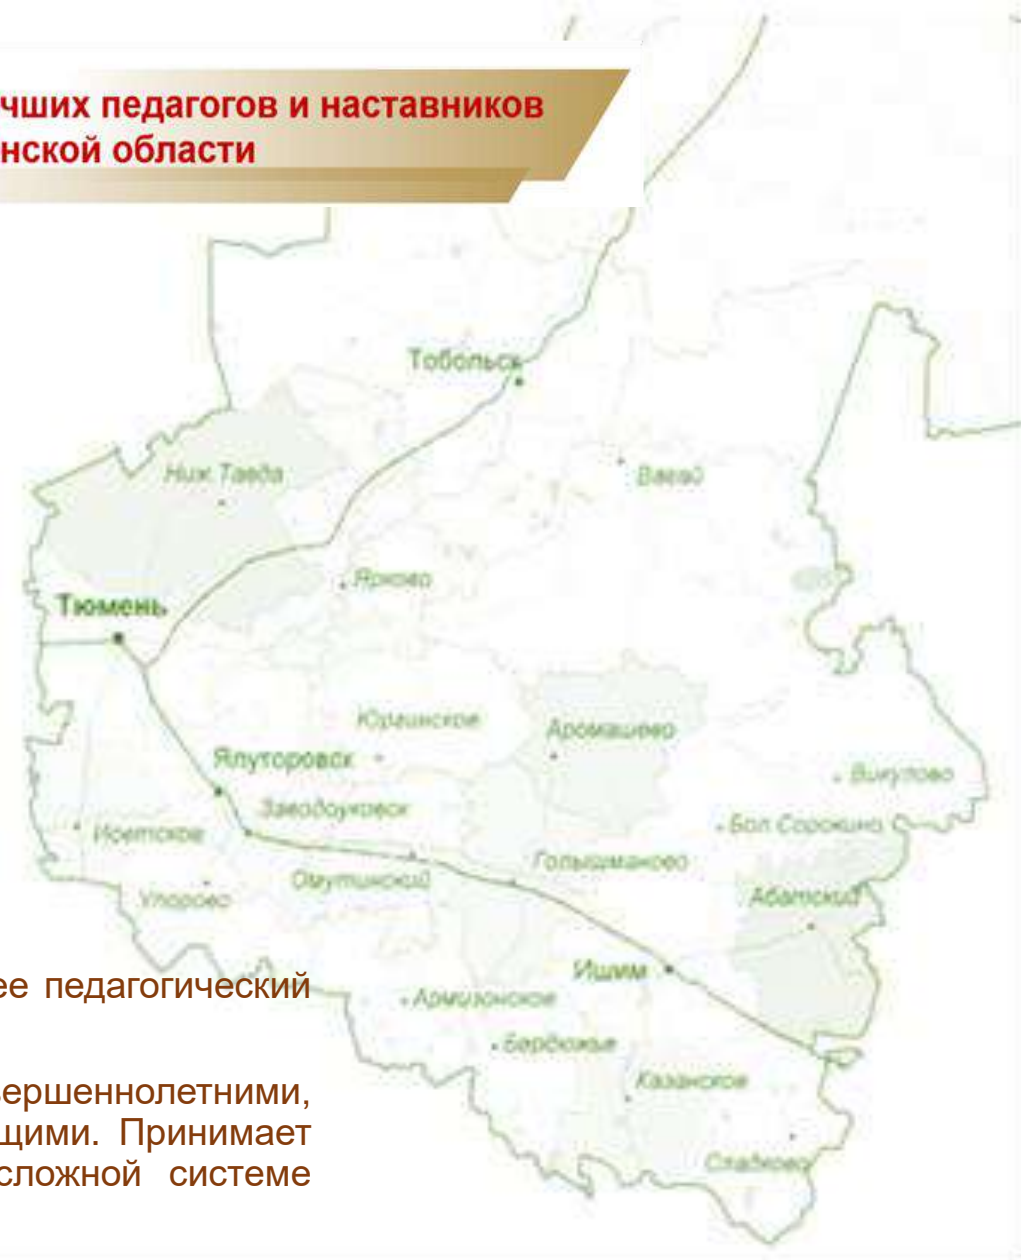 чших педагогов и наставников
нской области
Тобольск
Ниж. Тавда
Вагай
Ярково
Тюмень
Юргинское
Аромашево
Ялуторовск
Викулово
Заводоуковск
Бол. Сорокино
Исетское
Голышманово
Омутинский
Абатский
Упорово
Ишим
ее педагогический
Армизонское
Бердюжье
Казанское
вершеннолетними,
щими. Принимает
Сладково
сложной системе